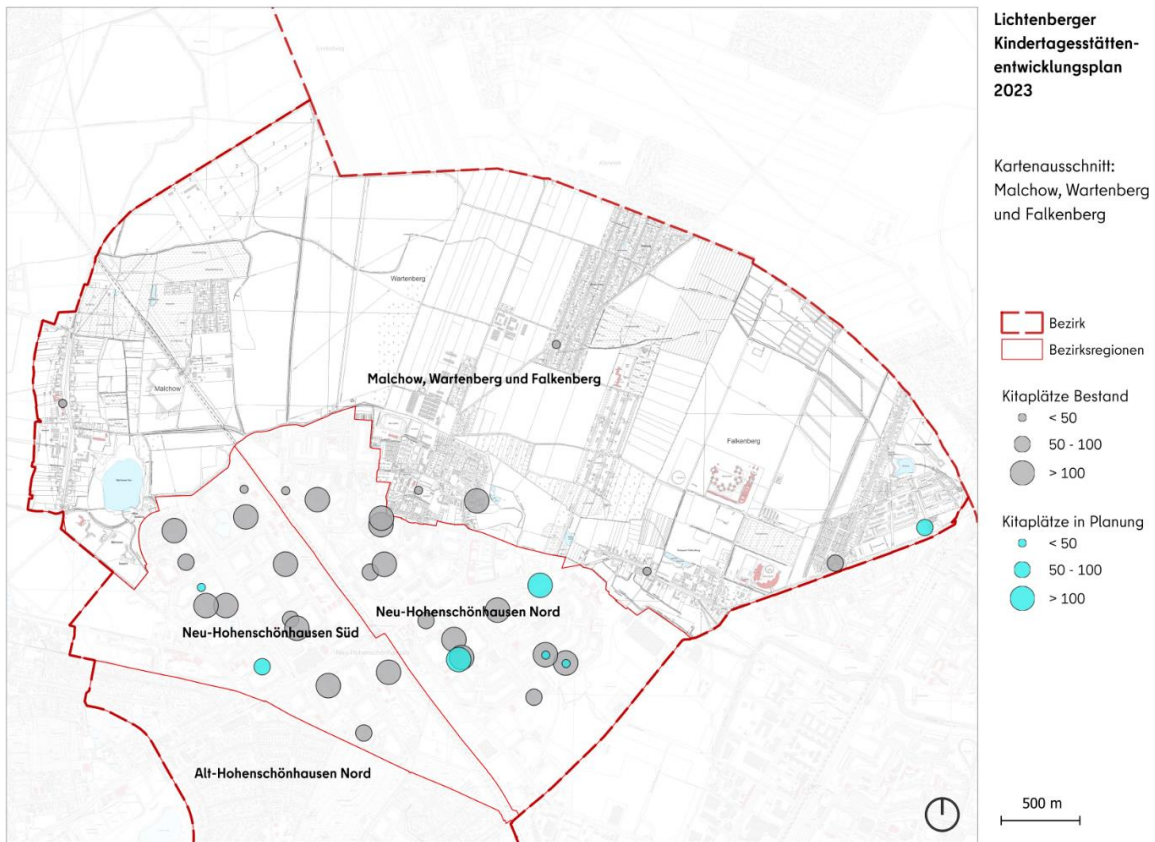 Lichtenberger
Kindertagesstätten-
entwicklungsplan
2023
Kartenausschnitt:
Malchow, Wartenberg
und Falkenberg
Bezirk
Bezirksregionen
Kitaplätze Bestand
< 50
50 - 100
> 100
Kitaplätze in Planung
< 50
50 - 100
> 100
500 m
Wartenberg
Malchow, Wartenberg und Falkenberg
Malchow
Falkenberg
Neu-Hohenschönhausen Nord
Neu-Hohenschönhausen Süd
Alt-Hohenschönhausen Nord